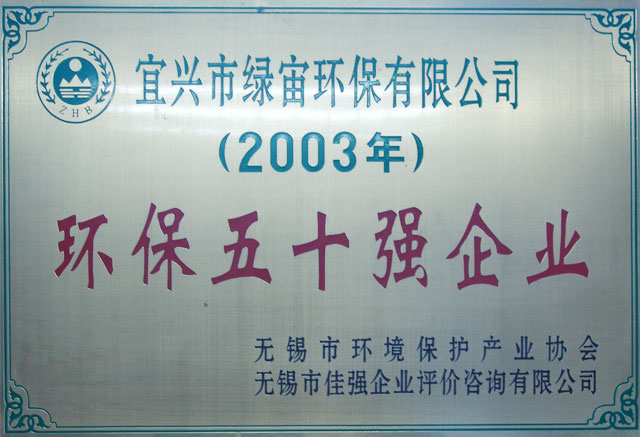 宜兴市绿宙环保有限公司
(2003年)
环保五十强企业
无锡市环境保护产业协会
无锡市佳强企业评价咨询有限公司
ZHB